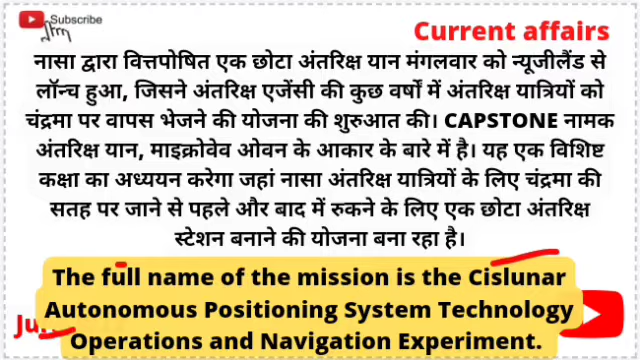 Subscribe
Current affairs
नासा द्वारा वित्तपोषित एक छोटा अंतरिक्ष यान मंगलवार को न्यूजीलैंड से
लॉन्च हुआ, जिसने अंतरिक्ष एजेंसी की कुछ वर्षों में अंतरिक्ष यात्रियों को
चंद्रमा पर वापस भेजने की योजना की शुरुआत की। CAPSTONE नामक
अंतरिक्ष यान, माइक्रोवेव ओवन के आकार के बारे में है। यह एक विशिष्ट
कक्षा का अध्ययन करेगा जहां नासा अंतरिक्ष यात्रियों के लिए चंद्रमा की
सतह पर जाने से पहले और बाद में रुकने के लिए एक छोटा अंतरिक्ष
स्टेशन बनाने की योजना बना रहा है।
The full name of the mission is the Cislunar
Autonomous Positioning System Technology
Operations and Navigation Experiment.